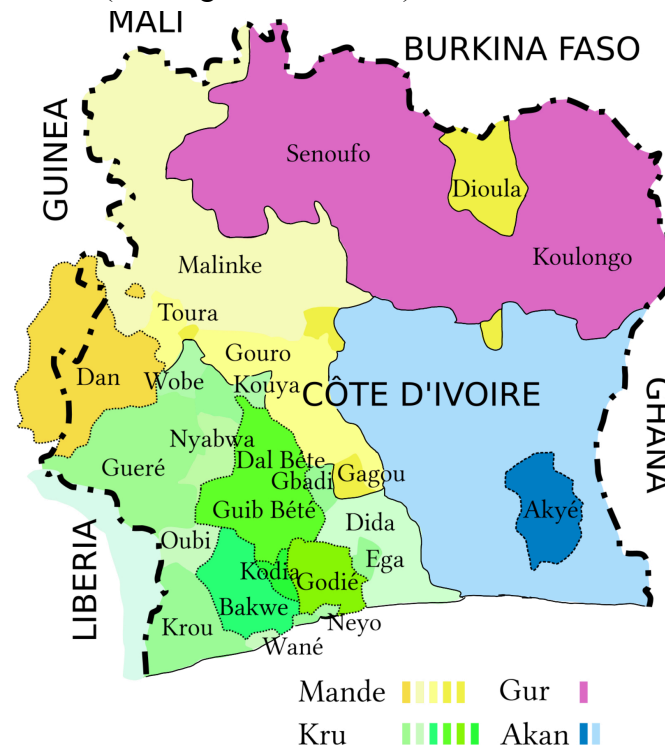 MALI
BURKINA FASO
GUINEA
Senoufo
Dioula
Koulongo
Malinke
Toura
Gouro
Dan
Wobe
Kouya
CÔTE D'IVOIRE
GHANA
Nyabwa
Dal Béte
Gueré
Gbadi
Gagou
Guib Bété
Akyé
Dida
Oubi
Ega
Kodia
Godié
LIBERIA
Bakwe
Krou
Neyo
Wané
Mande
Gur
Kru
Akan